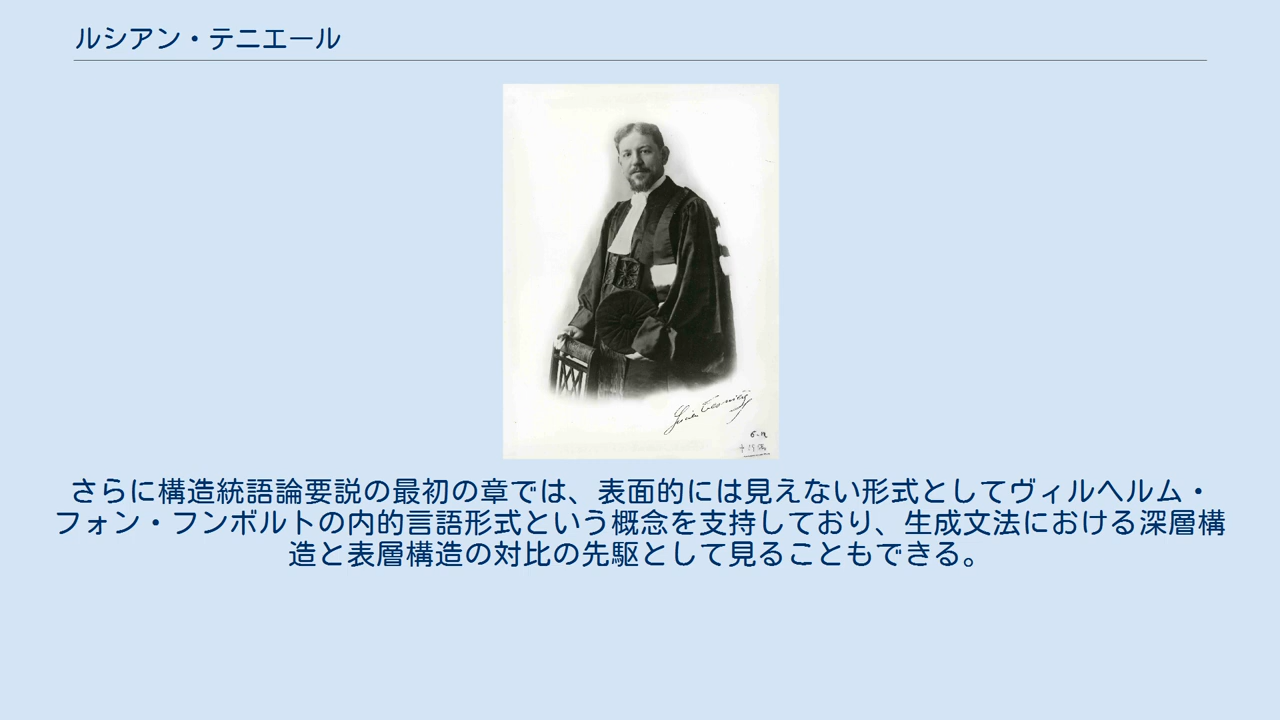 ルシアン・テニエール
さらに構造統語論要説の最初の章では、表面的には見えない形式としてヴィルヘルム・
フォン・フンボルトの内的言語形式という概念を支持しており、生成文法における深層構
造と表層構造の対比の先駆として見ることもできる。